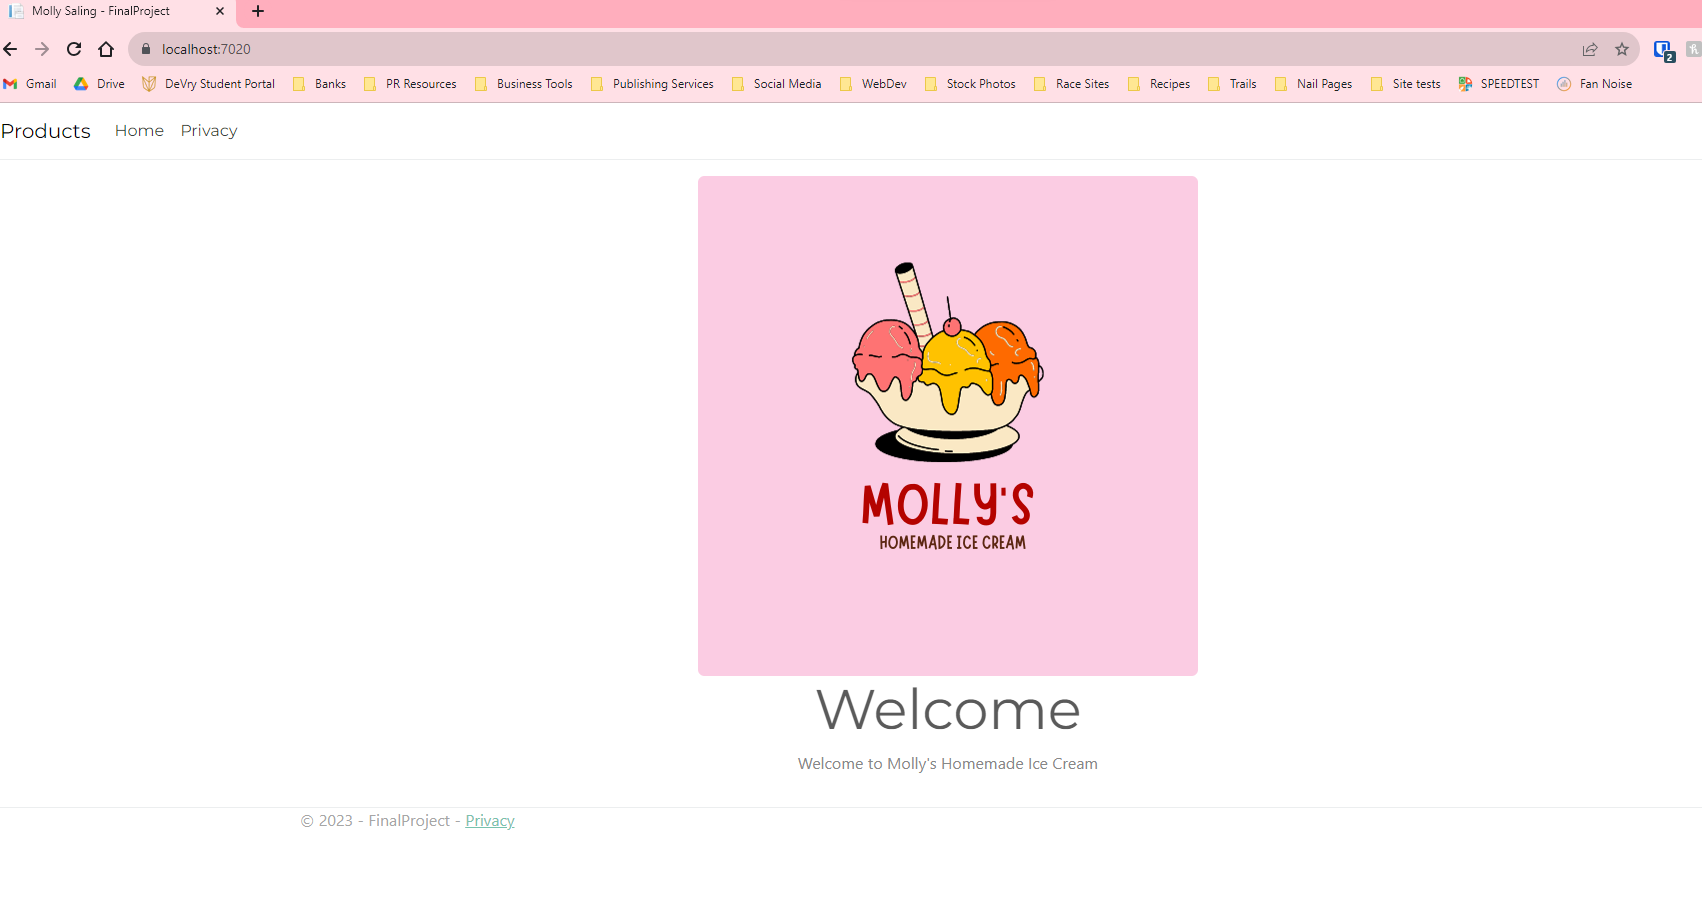 Molly Saling - FinalProject
localhost:7020
2
Gmail Drive DeVry Student Portal Banks PR Resources Business Tools Publishing Services Social Media WebDev Stock Photos Race Sites Recipes Trails Nail Pages Site tests SPEEDTEST Fan Noise
Products Home Privacy
MOLLY'S
HOMEMADE ICE CREAM
Welcome
Welcome to Molly's Homemade Ice Cream
© 2023 - FinalProject - Privacy